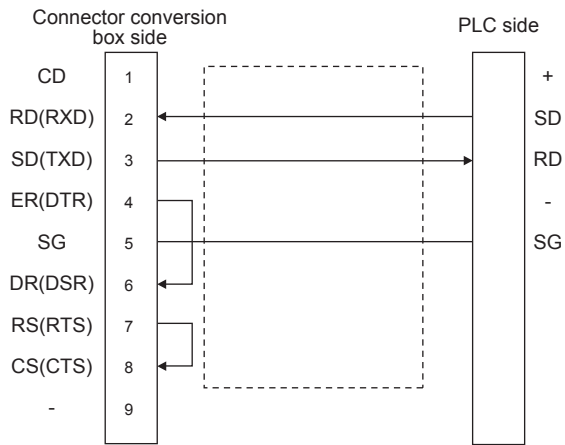 Connector conversion
box side
PLC side
CD 1 +
RD(RXD) 2 SD
SD(TXD) 3 RD
ER(DTR) 4 -
SG 5 SG
DR(DSR) 6
RS(RTS) 7
CS(CTS) 8
- 9